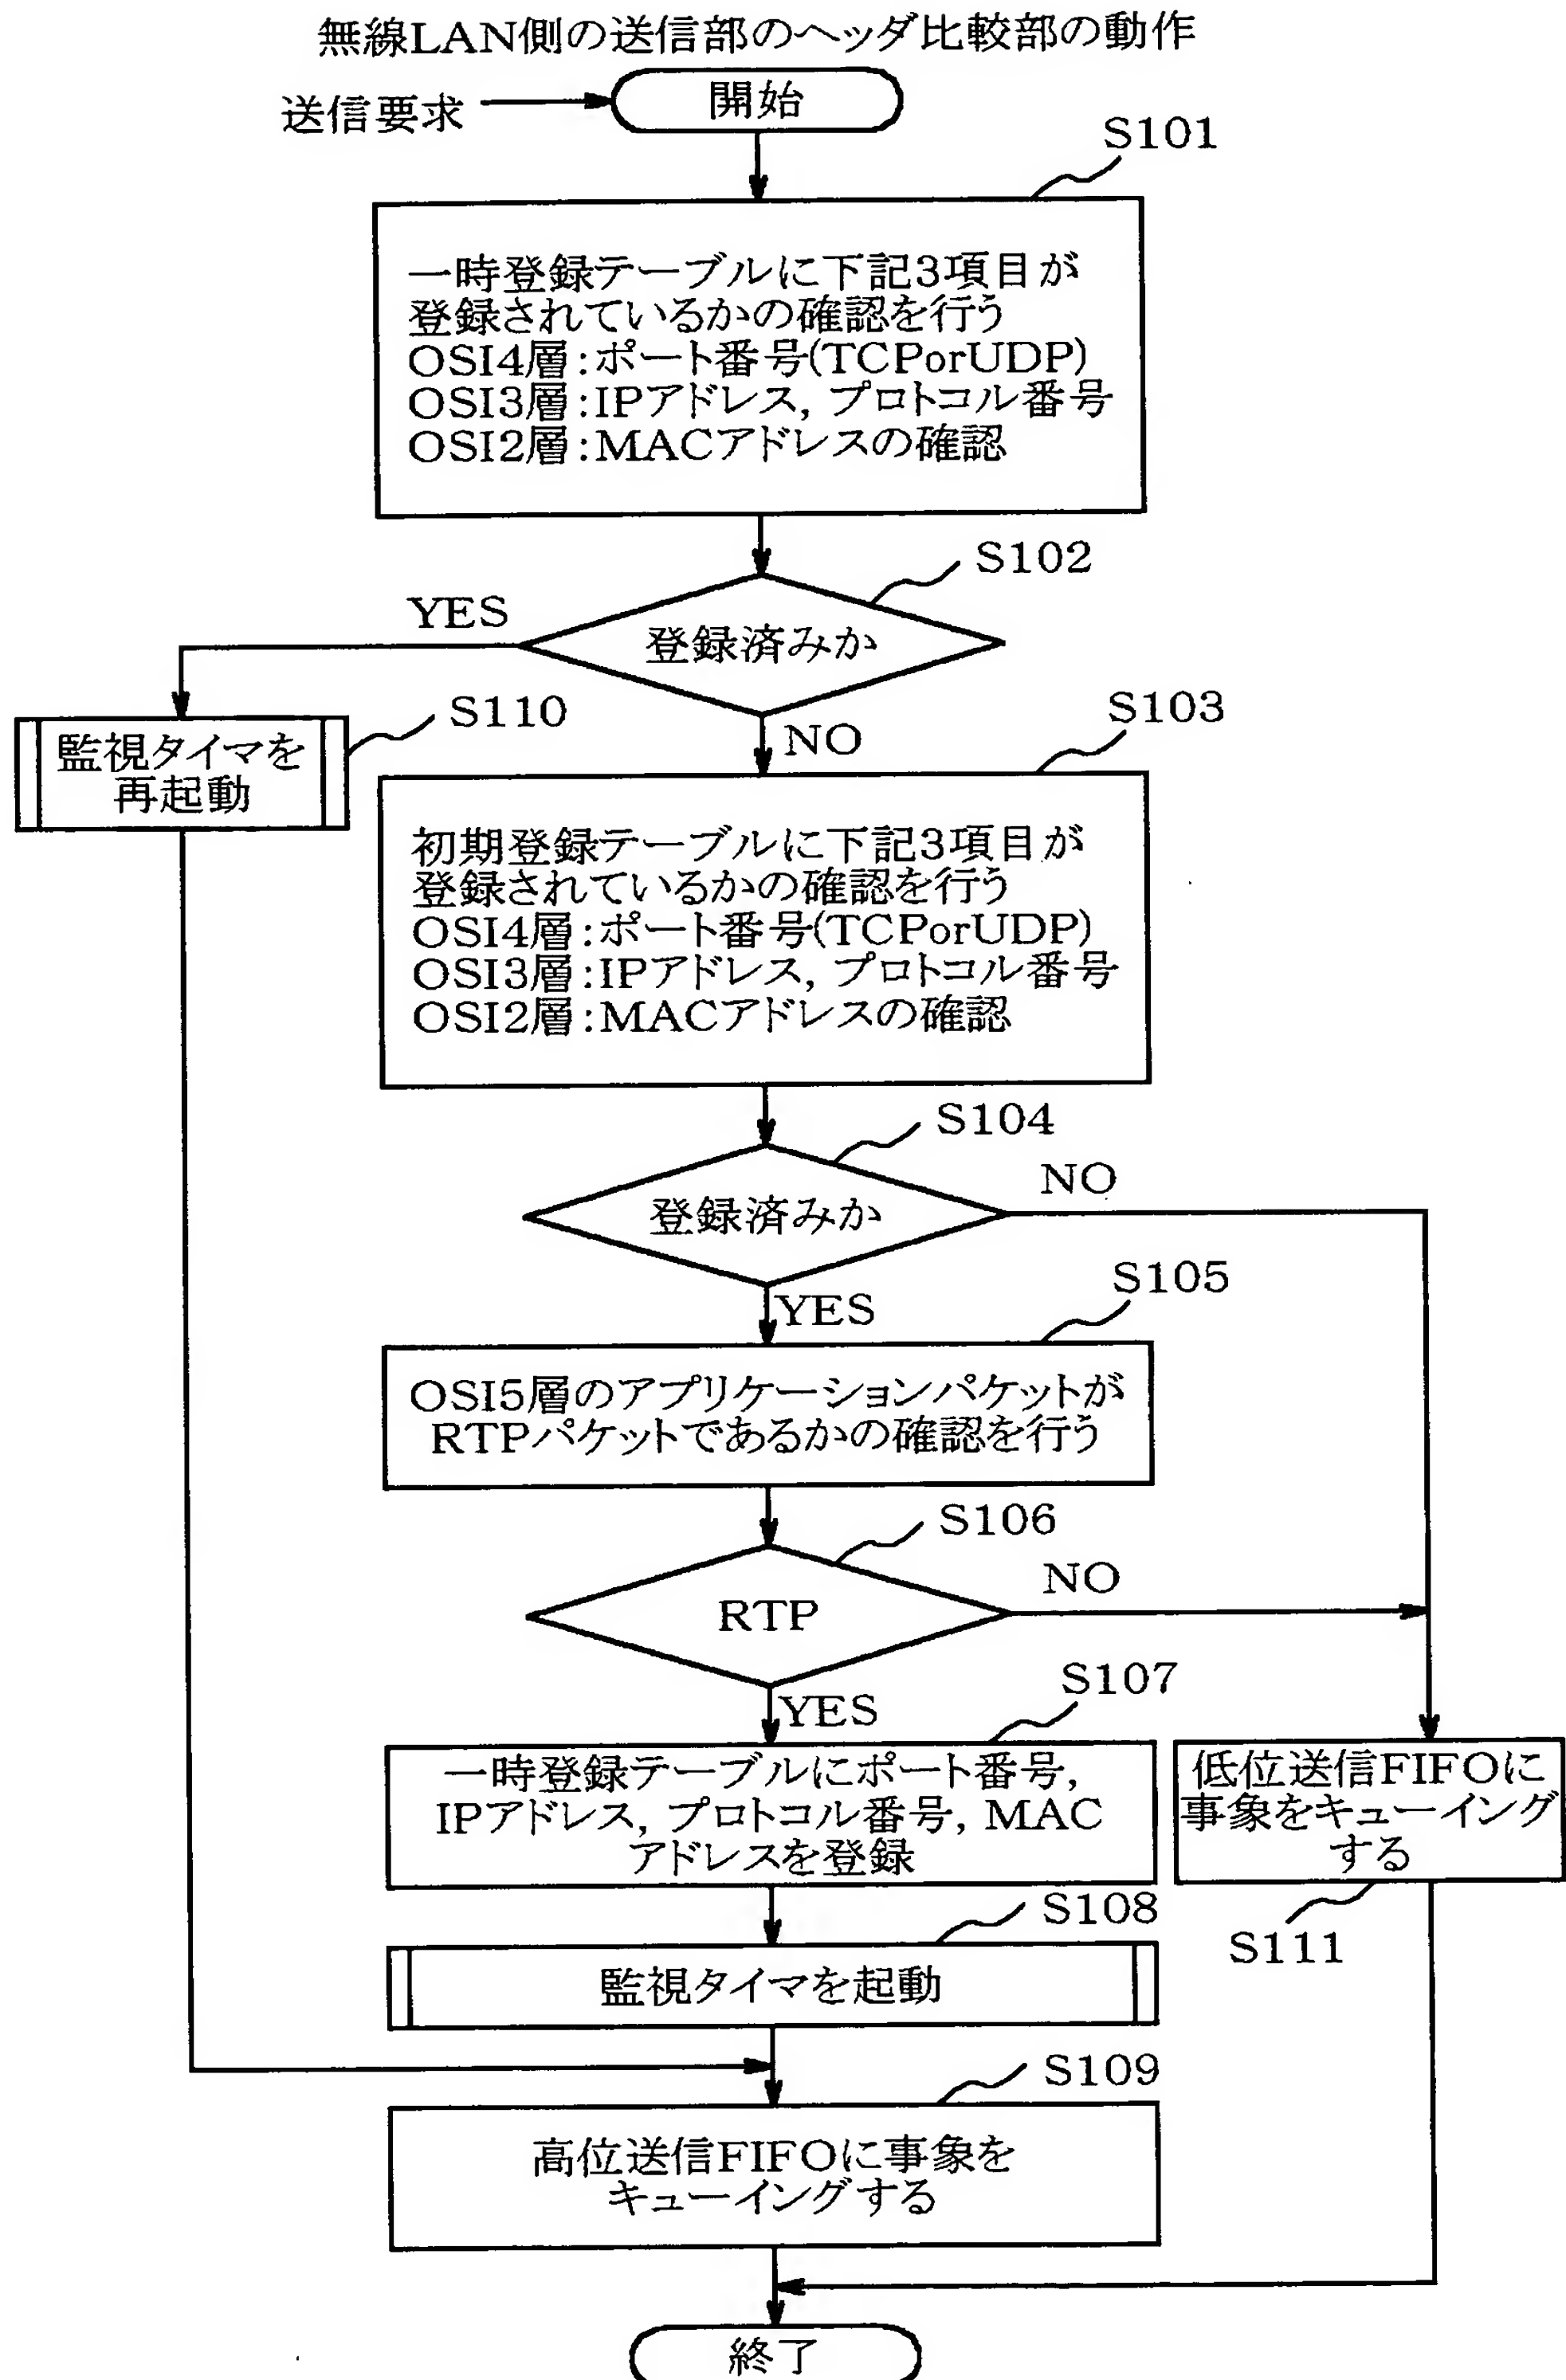 無線LAN側の送信部のヘッダ比較部の動作
送信要求
開始
S101
一時登録テーブルに下記3項目が
登録されているかの確認を行う
OSI4層:ポート番号(TCPorUDP)
OSI3層:IPアドレス, プロトコル番号
OSI2層:MACアドレスの確認
S102
YES
登録済みか
S110
監視タイマを
再起動
NO
S103
初期登録テーブルに下記3項目が
登録されているかの確認を行う
OSI4層:ポート番号(TCPorUDP)
OSI3層:IPアドレス, プロトコル番号
OSI2層:MACアドレスの確認
S104
NO
登録済みか
YES
S105
OSI5層のアプリケーションパケットが
RTPパケットであるかの確認を行う
S106
NO
RTP
YES
S107
一時登録テーブルにポート番号,
IPアドレス, プロトコル番号, MAC
アドレスを登録
低位送信FIFOに
事象をキューイング
する
S111
S108
監視タイマを起動
S109
高位送信FIFOに事象を
キューイングする
終了